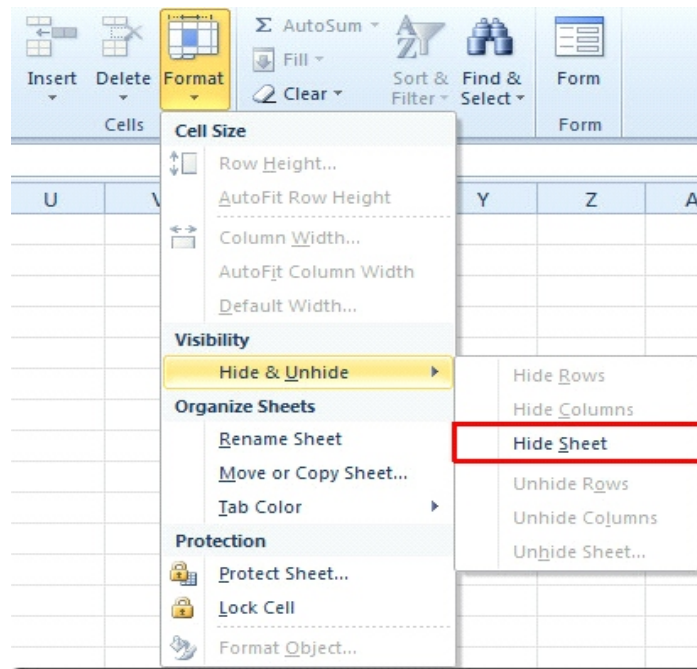 Σ AutoSum
Fill
Clear
Insert Delete Format
A
Z
Sort &
Filter
Find &
Select
Form
Cells
Form
Cell Size
Row Height...
AutoFit Row Height
Column Width...
AutoFit Column Width
Default Width...
Visibility
Hide & Unhide
Organize Sheets
Rename Sheet
Move or Copy Sheet...
Tab Color
Protection
Protect Sheet...
Lock Cell
Format Object...
U Y Z
Hide Rows
Hide Columns
Hide Sheet
Unhide Rows
Unhide Columns
Unhide Sheet...